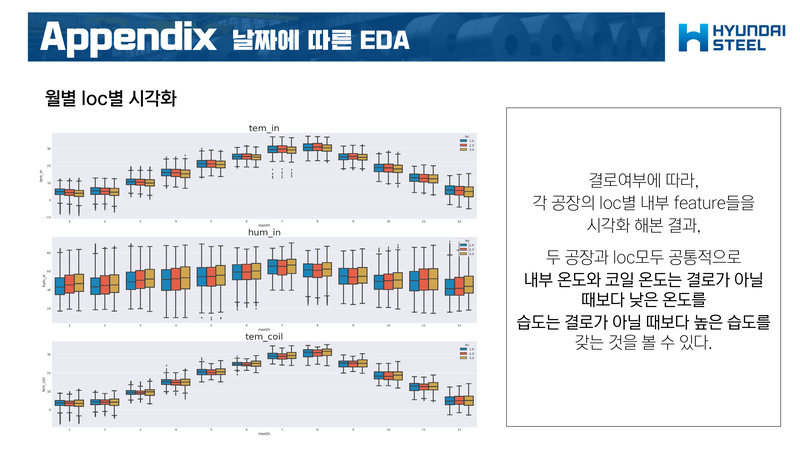 Appendix 날짜에 따른 EDA
HYUNDAI
STEEL
월별 loc별 시각화
tem_in
month
hum_in
month
tem_coil
month
결로여부에 따라,
각 공장의 loc별 내부 feature들을
시각화 해본 결과,
두 공장과 loc모두 공통적으로
내부 온도와 코일 온도는 결로가 아닐
때보다 낮은 온도를
습도는 결로가 아닐 때보다 높은 습도를
갖는 것을 볼 수 있다.